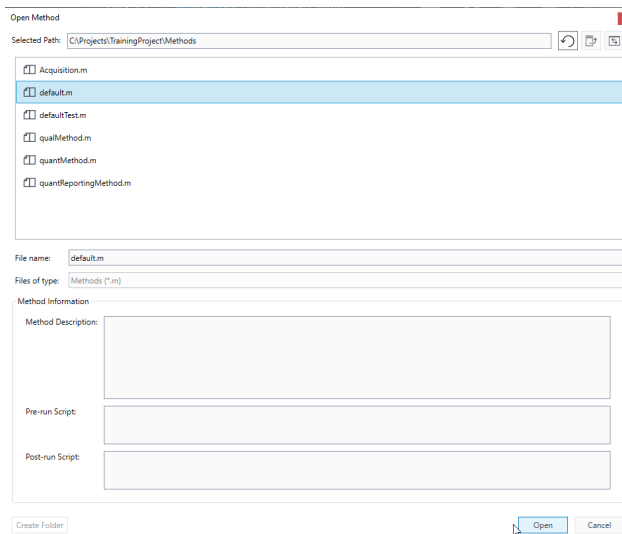 Open Method
Selected Path: C:\Projects\TrainingProject\Methods
Acquisition.m
default.m
defaultTest.m
qualMethod.m
quantMethod.m
quantReportingMethod.m
File name: default.m
Files of type: Methods (*.m)
Method Information
Method Description:
Pre-run Script:
Post-run Script:
Create Folder Open Cancel